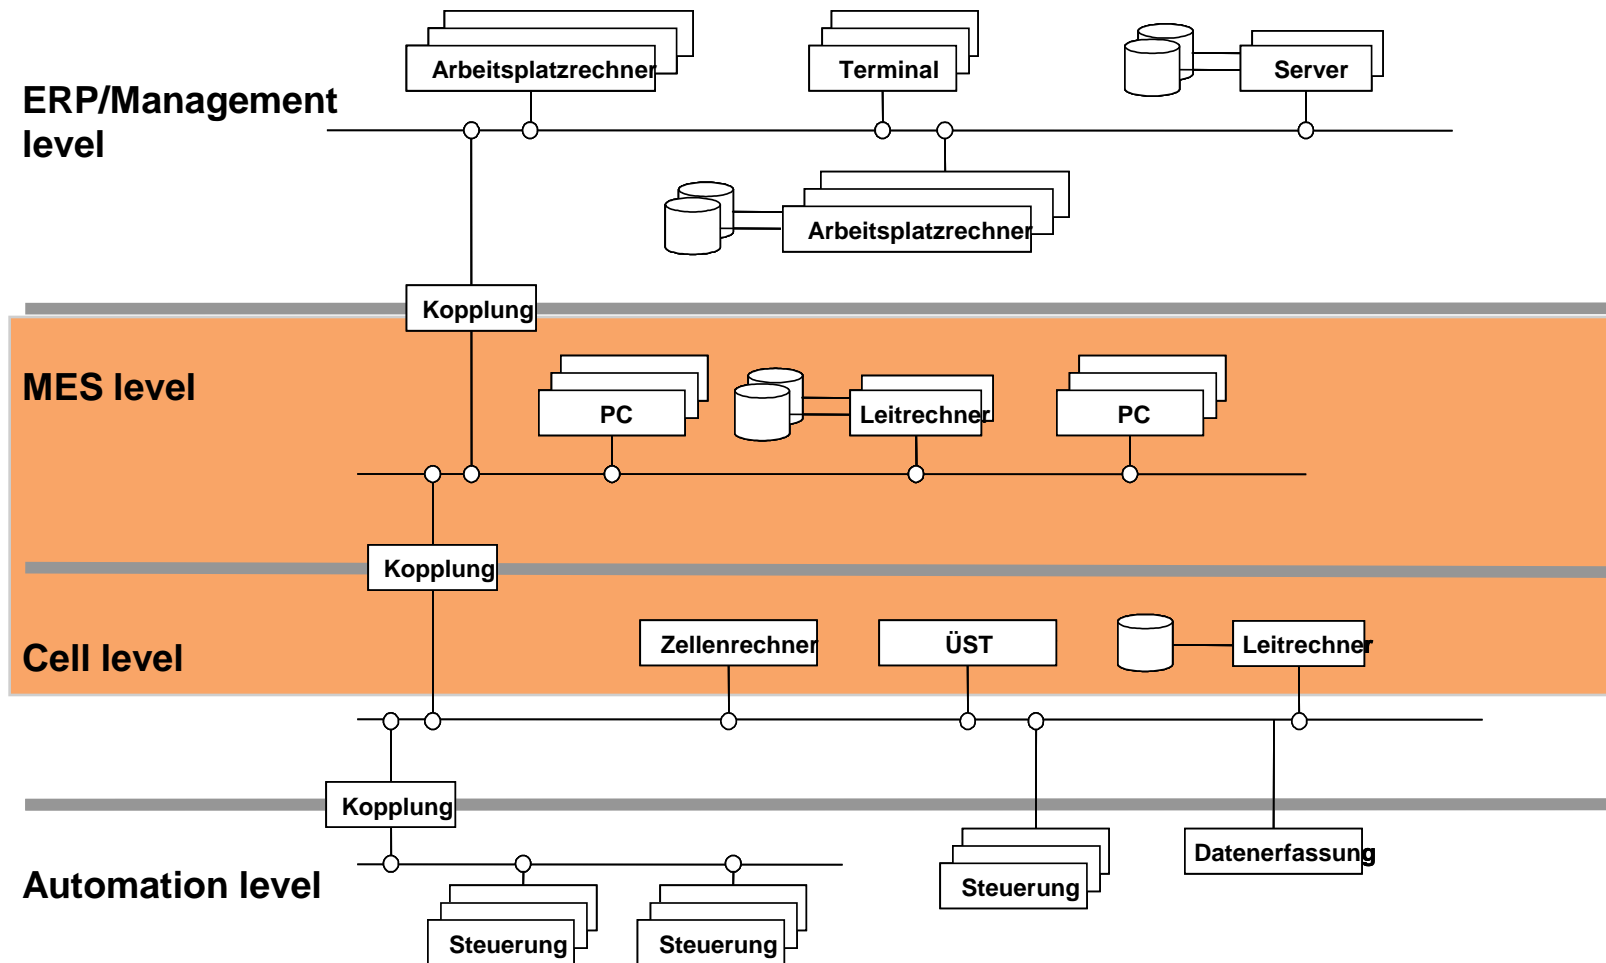 Arbeitsplatzrechner
Terminal
Server
ERP/Management
level
Arbeitsplatzrechner
Kopplung
MES level
PC
Leitrechner
PC
Kopplung
Cell level
Zellenrechner
ÜST
Leitrechner
Kopplung
Datenerfassung
Automation level
Steuerung
Steuerung
Steuerung